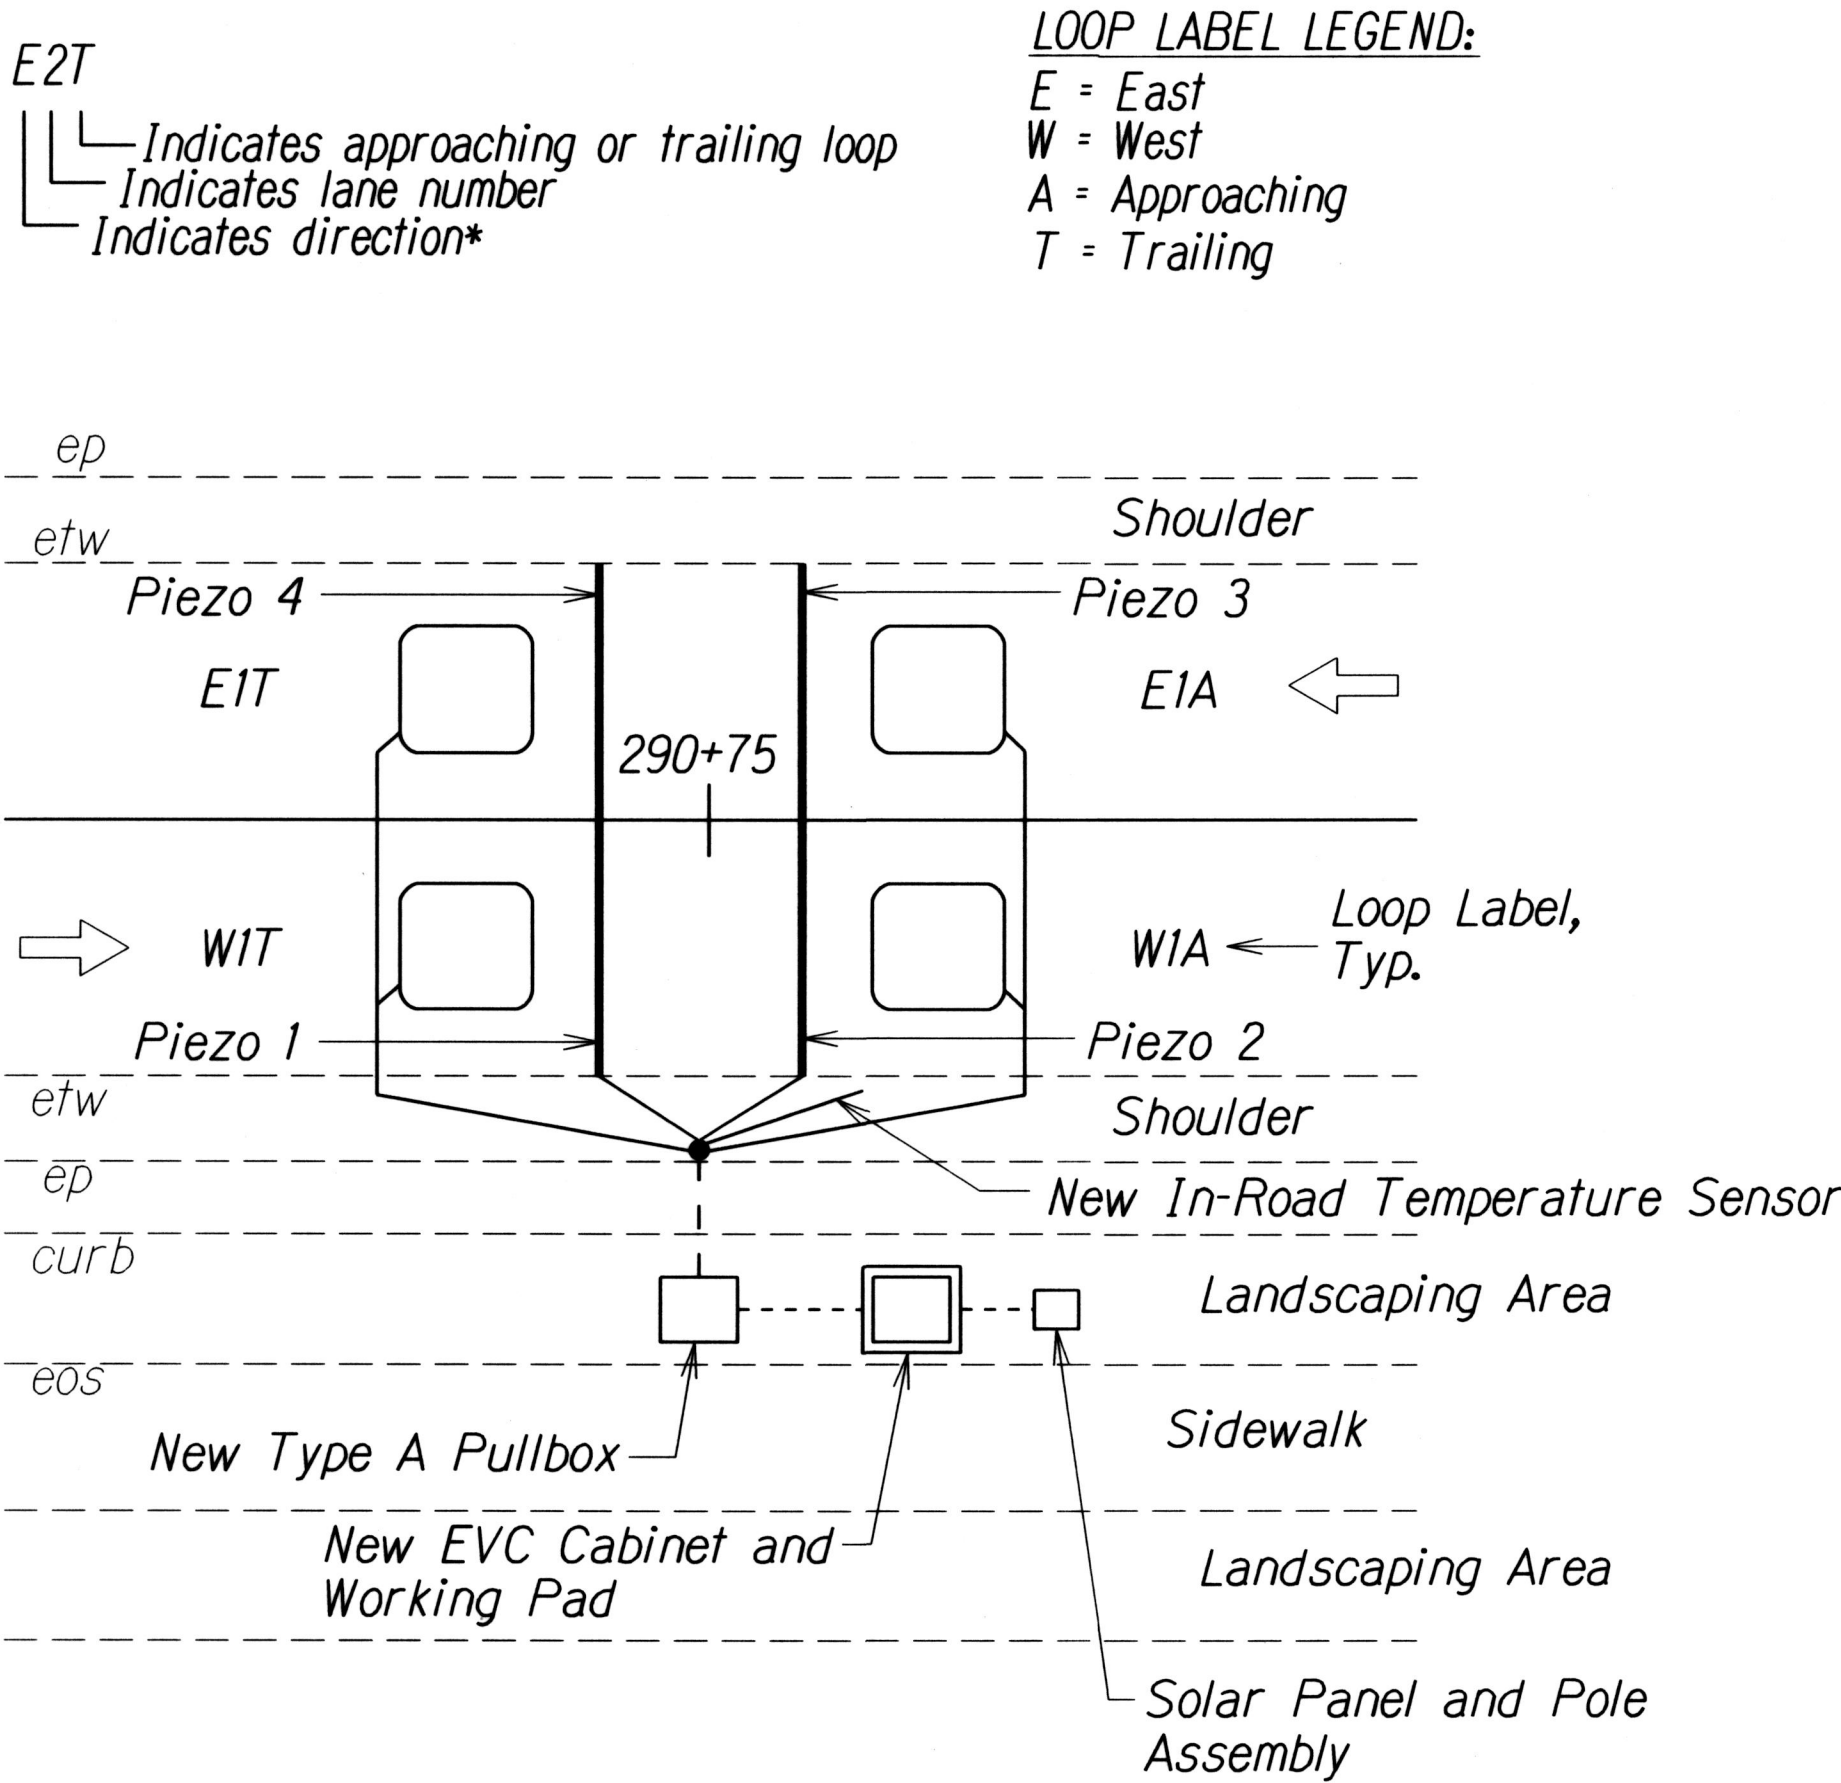 LOOP LABEL LEGEND:
E2T
E = East
W = West
A = Approaching
T = Trailing
Indicates approaching or trailing loop
Indicates lane number
Indicates direction*
ep
Shoulder
etw
Piezo 4
Piezo 3
E1T
E1A
290+75
W1T
W1A
Loop Label,
Typ.
Piezo 1
Piezo 2
etw
Shoulder
ep
New In-Road Temperature Sensor
curb
Landscaping Area
eos
Sidewalk
New Type A Pullbox
New EVC Cabinet and
Working Pad
Landscaping Area
Solar Panel and Pole
Assembly